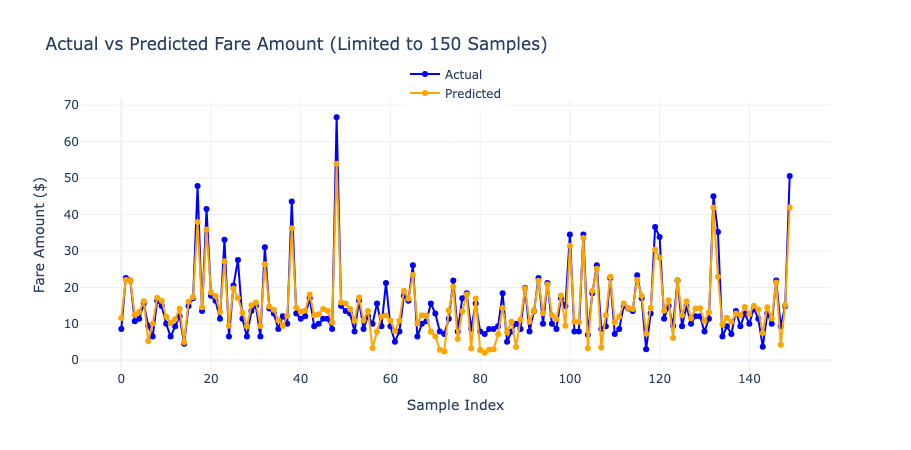 Actual vs Predicted Fare Amount (Limited to 150 Samples)
Actual
Predicted
70
60
50
40
30
20
10
0
Fare Amount ($)
0 20 40 60 80 100 120 140
Sample Index